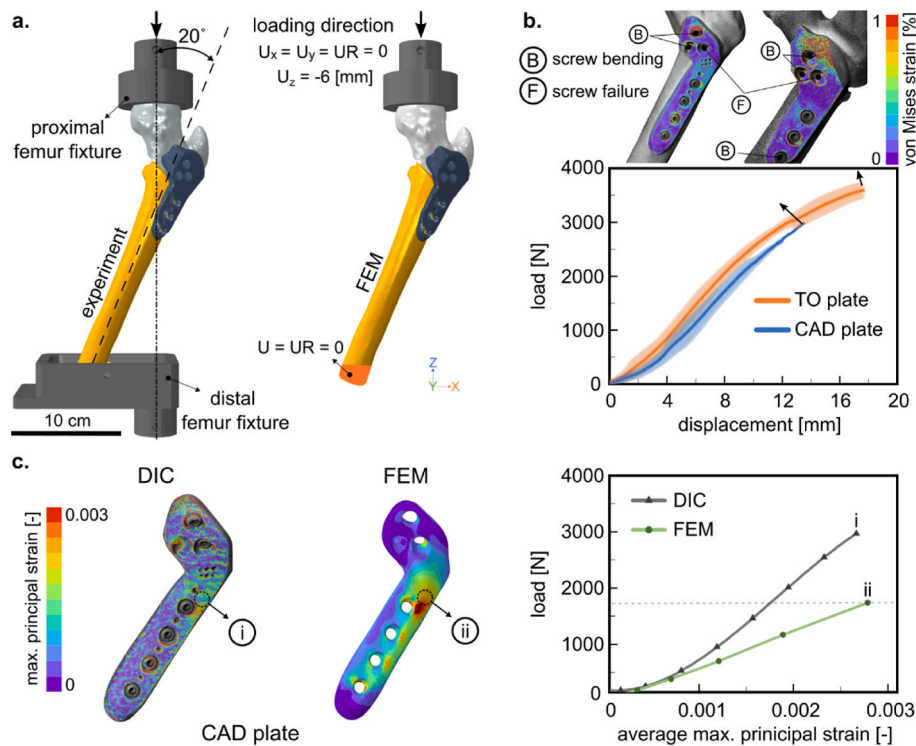 a.
20°
loading direction
Uₓ = Uᵧ = UR = 0
U_z = -6 [mm]
proximal
femur fixture
experiment
FEM
U = UR = 0
Z
Y X
10 cm
distal
femur fixture
b.
B
B
B screw bending
F screw failure
F
B
1
von Mises strain [%]
0
load [N]
4000
3000
2000
1000
0
TO plate
CAD plate
0 4 8 12 16 20
displacement [mm]
c.
DIC
FEM
0.003
max. prinicipal strain [-]
0
i
ii
CAD plate
load [N]
4000
3000
2000
1000
0
DIC
FEM
i
ii
0 0.001 0.002 0.003
average max. prinicipal strain [-]